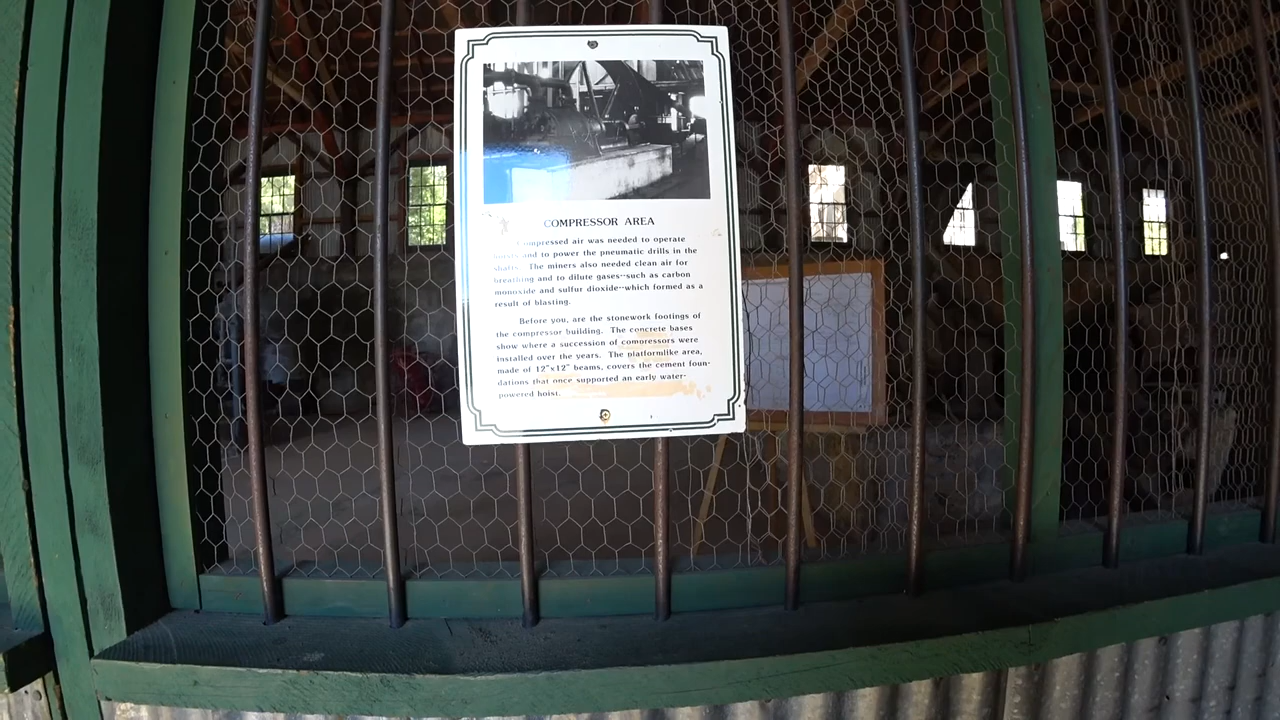 COMPRESSOR AREA
Compressed air was needed to operate
hoists and to power the pneumatic drills in the
shafts. The miners also needed clean air for
breathing and to dilute gases--such as carbon
monoxide and sulfur dioxide--which formed as a
result of blasting.
Before you, are the stonework footings of
the compressor building. The concrete bases
show where a succession of compressors were
installed over the years. The platformlike area,
made of 12"x12" beams, covers the cement foun-
dations that once supported an early water-
powered hoist.